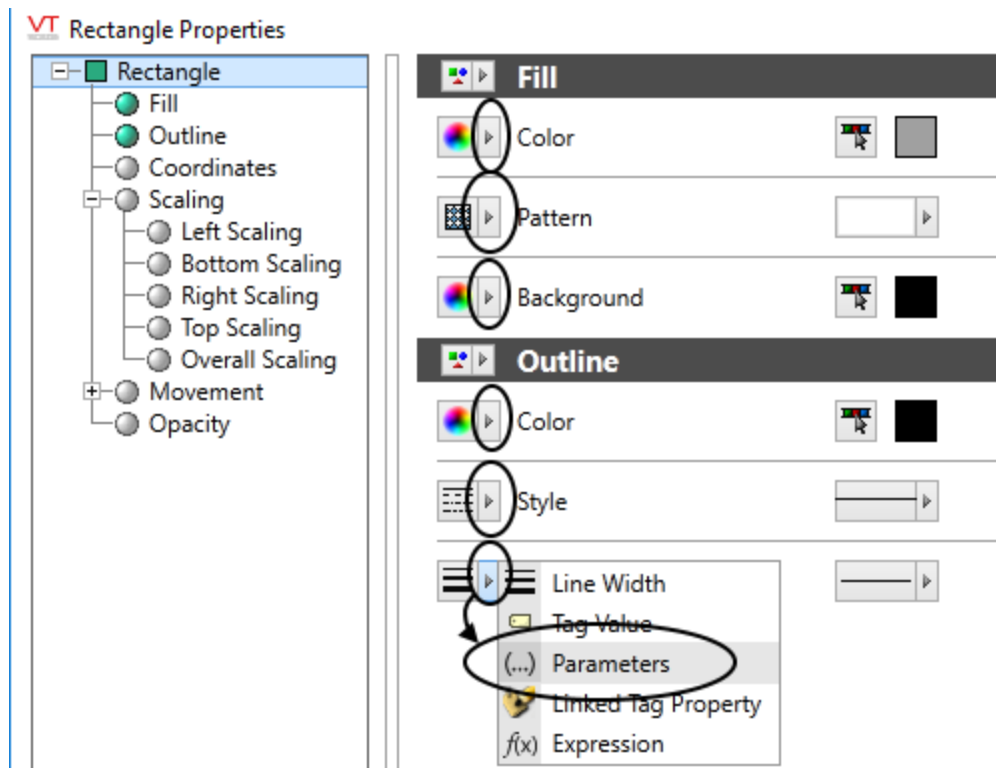 VT Rectangle Properties
Rectangle
Fill
Outline
Coordinates
Scaling
Left Scaling
Bottom Scaling
Right Scaling
Top Scaling
Overall Scaling
Movement
Opacity
Fill
Color
Pattern
Background
Outline
Color
Style
Line Width
Tag Value
(...) Parameters
Linked Tag Property
f(x) Expression